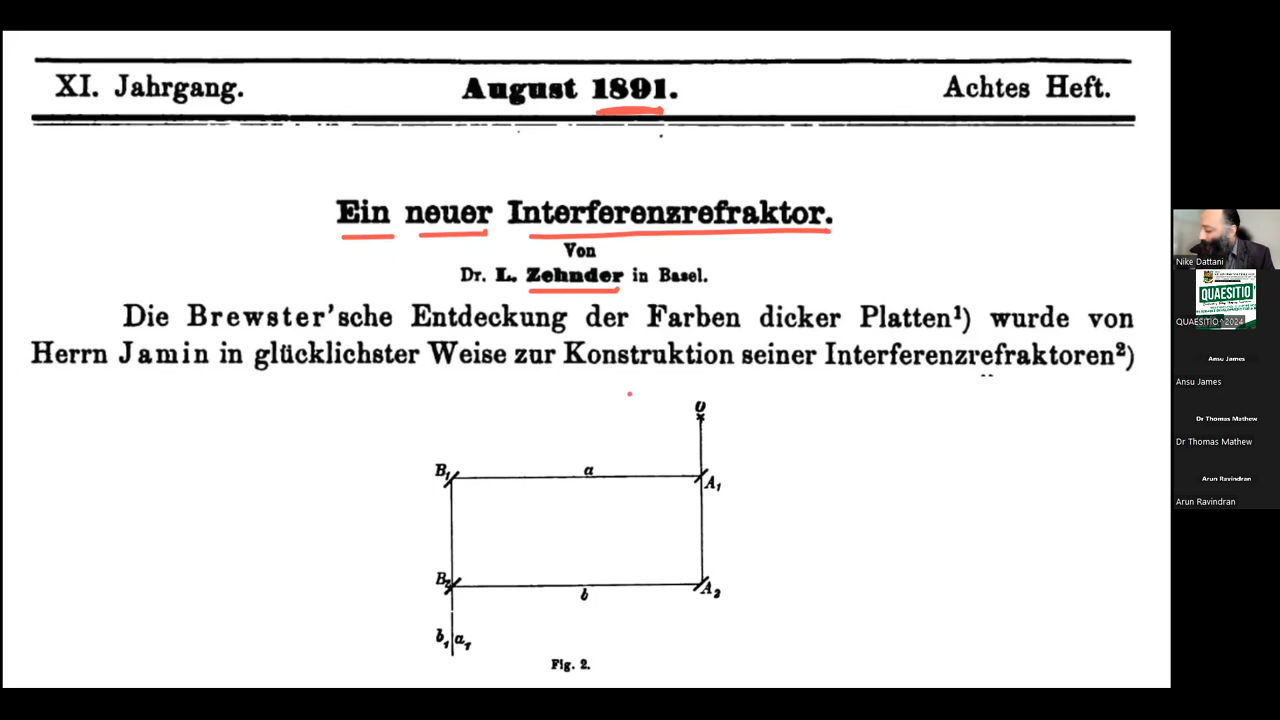 XI. Jahrgang. August 1891. Achtes Heft.
Ein neuer Interferenzrefraktor.
Von
Dr. L. Zehnder in Basel.
Die Brewster'sche Entdeckung der Farben dicker Platten¹) wurde von
Herrn Jamin in glücklichster Weise zur Konstruktion seiner Interferenzrefraktoren²)
O
B₁ a A₁
B₂ b A₂
b₁ a₁
Fig. 2.
Nike Dattani
QUAESITIO
QUAESITIO 2024
Ansu James
Ansu James
Dr Thomas Mathew
Dr Thomas Mathew
Arun Ravindran
Arun Ravindran